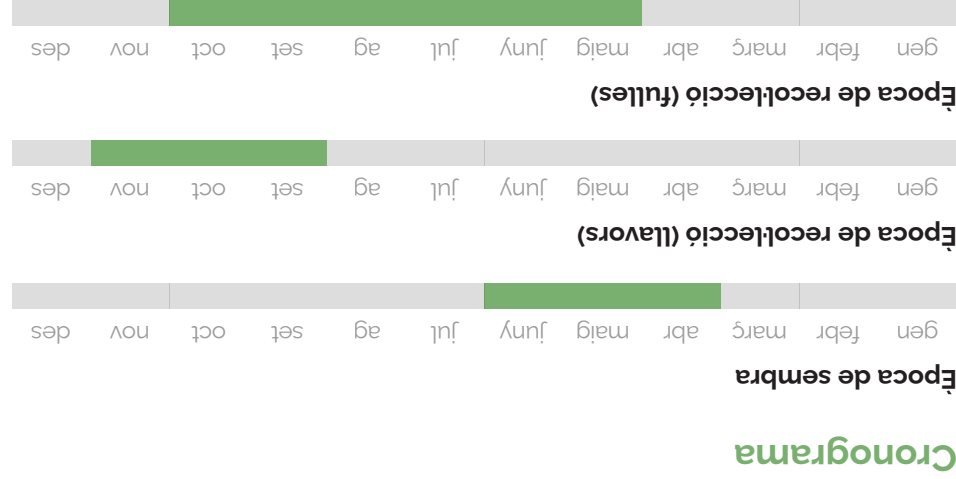 Cronograma
Època de sembra
gen febr març abr maig juny jul ag set oct nov des
Època de recol·lecció (llavors)
gen febr març abr maig juny jul ag set oct nov des
Època de recol·lecció (fulles)
gen febr març abr maig juny jul ag set oct nov des